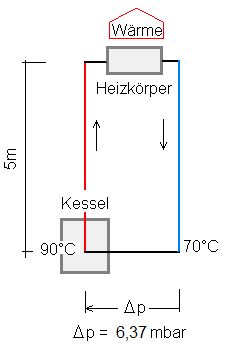 Wärme
Heizkörper
5m
Kessel
90°C
70°C
Δp
Δp = 6,37 mbar